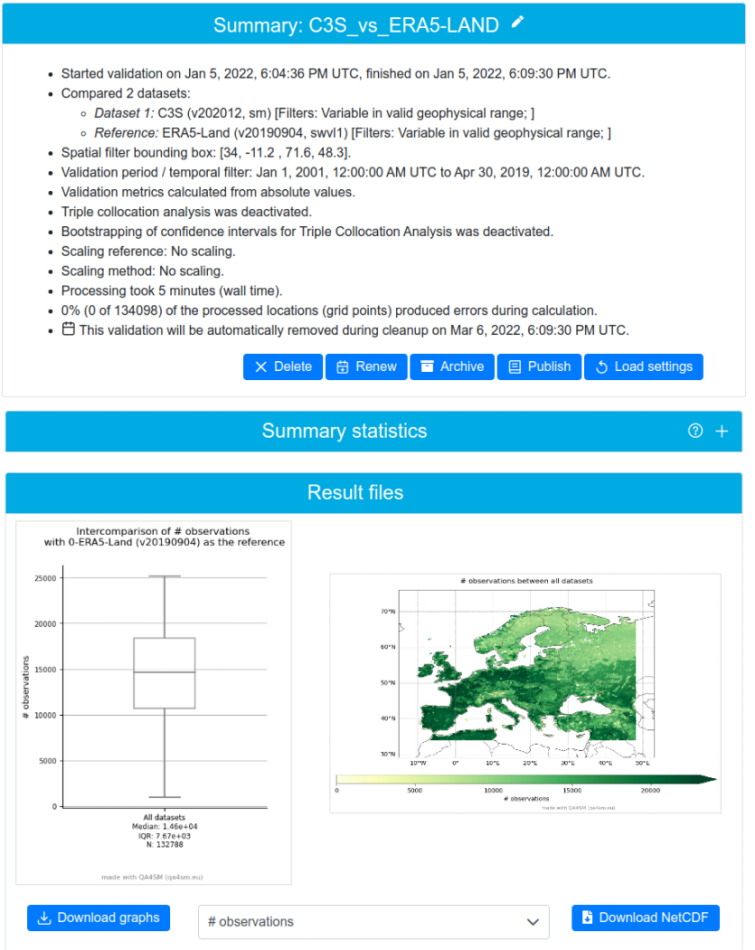 Summary: C3S_vs_ERA5-LAND
Started validation on Jan 5, 2022, 6:04:36 PM UTC, finished on Jan 5, 2022, 6:09:30 PM UTC.
Compared 2 datasets:
Dataset 1: C3S (v202012, sm) [Filters: Variable in valid geophysical range; ]
Reference: ERA5-Land (v20190904, swvl1) [Filters: Variable in valid geophysical range; ]
Spatial filter bounding box: [34, -11.2 , 71.6, 48.3].
Validation period / temporal filter: Jan 1, 2001, 12:00:00 AM UTC to Apr 30, 2019, 12:00:00 AM UTC.
Validation metrics calculated from absolute values.
Triple collocation analysis was deactivated.
Bootstrapping of confidence intervals for Triple Collocation Analysis was deactivated.
Scaling reference: No scaling.
Scaling method: No scaling.
Processing took 5 minutes (wall time).
0% (0 of 134098) of the processed locations (grid points) produced errors during calculation.
This validation will be automatically removed during cleanup on Mar 6, 2022, 6:09:30 PM UTC.
Delete Renew Archive Publish Load settings
Summary statistics
Result files
Intercomparison of # observations
with 0-ERA5-Land (v20190904) as the reference
25000
20000
15000
10000
5000
0
# observations
All datasets
Median: 1.46e+04
IQR: 7.67e+03
N: 132788
made with QA4SM (qa4sm.eu)
# observations between all datasets
70°N
60°N
50°N
40°N
30°N
10°W 0° 10°E 20°E 30°E 40°E 50°E
0 5000 10000 15000 20000
# observations
made with QA4SM (qa4sm.eu)
Download graphs
# observations
Download NetCDF